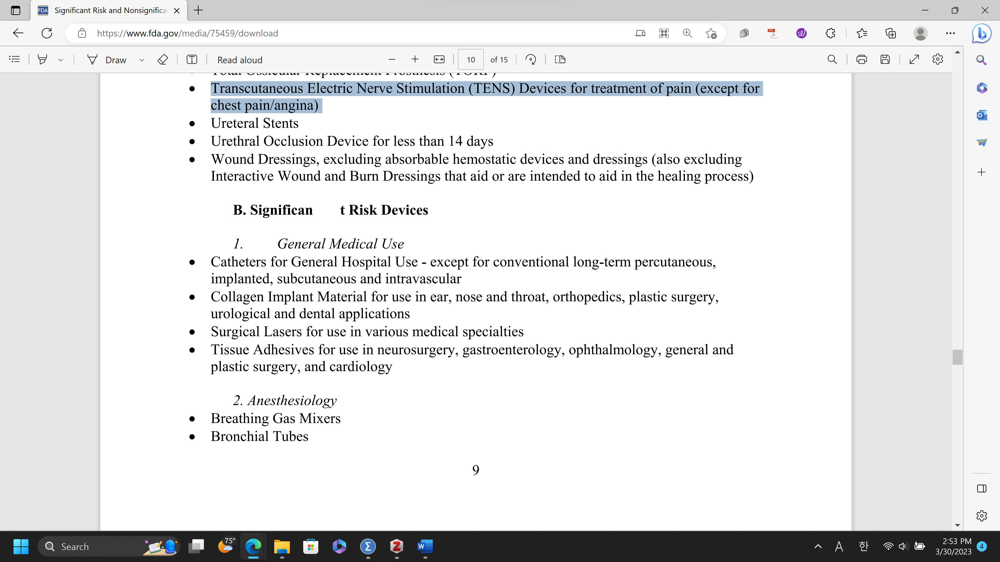 Significant Risk and Nonsignifica
https://www.fda.gov/media/75459/download
Draw
Read aloud
10 of 15
Total Ossicular Replacement Prosthesis (TORP)
• Transcutaneous Electric Nerve Stimulation (TENS) Devices for treatment of pain (except for
chest pain/angina)
• Ureteral Stents
• Urethral Occlusion Device for less than 14 days
• Wound Dressings, excluding absorbable hemostatic devices and dressings (also excluding
Interactive Wound and Burn Dressings that aid or are intended to aid in the healing process)
B. Significan t Risk Devices
1. General Medical Use
• Catheters for General Hospital Use - except for conventional long-term percutaneous,
implanted, subcutaneous and intravascular
• Collagen Implant Material for use in ear, nose and throat, orthopedics, plastic surgery,
urological and dental applications
• Surgical Lasers for use in various medical specialties
• Tissue Adhesives for use in neurosurgery, gastroenterology, ophthalmology, general and
plastic surgery, and cardiology
2. Anesthesiology
• Breathing Gas Mixers
• Bronchial Tubes
9
Search
75°
A
한
2:53 PM
3/30/2023
4